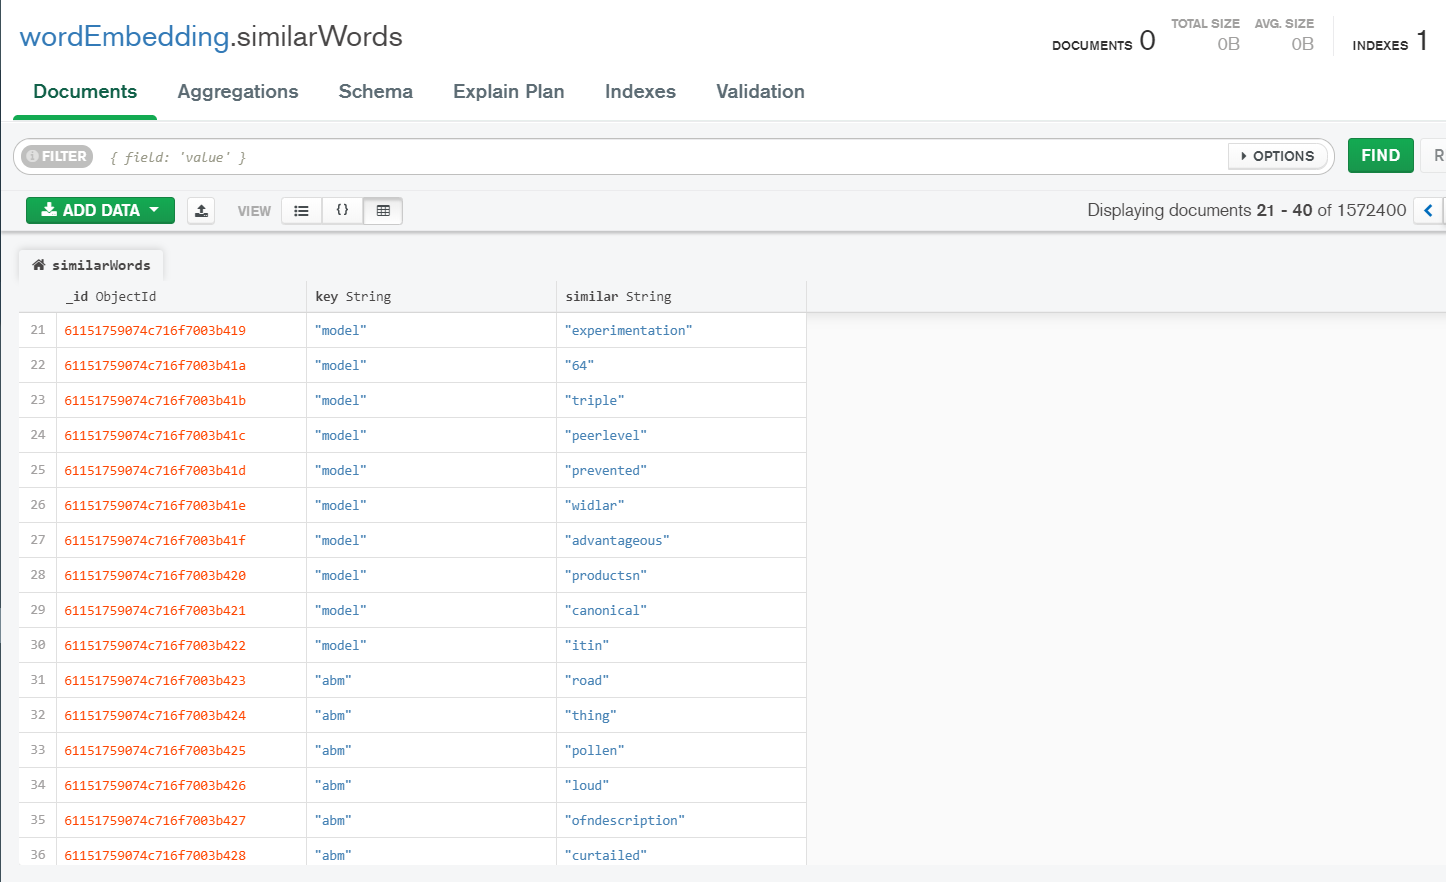 wordEmbedding.similarWords
DOCUMENTS 0 TOTAL SIZE 0B AVG. SIZE 0B INDEXES 1
Documents Aggregations Schema Explain Plan Indexes Validation
FILTER { field: 'value' } OPTIONS FIND R
ADD DATA VIEW {} Displaying documents 21 - 40 of 1572400
similarWords
_id ObjectId key String similar String
21 61151759074c716f7003b419 "model" "experimentation"
22 61151759074c716f7003b41a "model" "64"
23 61151759074c716f7003b41b "model" "triple"
24 61151759074c716f7003b41c "model" "peerlevel"
25 61151759074c716f7003b41d "model" "prevented"
26 61151759074c716f7003b41e "model" "widlar"
27 61151759074c716f7003b41f "model" "advantageous"
28 61151759074c716f7003b420 "model" "productsn"
29 61151759074c716f7003b421 "model" "canonical"
30 61151759074c716f7003b422 "model" "itin"
31 61151759074c716f7003b423 "abm" "road"
32 61151759074c716f7003b424 "abm" "thing"
33 61151759074c716f7003b425 "abm" "pollen"
34 61151759074c716f7003b426 "abm" "loud"
35 61151759074c716f7003b427 "abm" "ofndescription"
36 61151759074c716f7003b428 "abm" "curtailed"